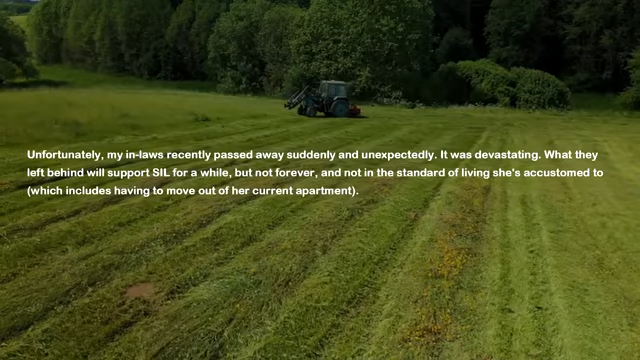 Unfortunately, my in-laws recently passed away suddenly and unexpectedly. It was devastating. What they
left behind will support SIL for a while, but not forever, and not in the standard of living she's accustomed to
(which includes having to move out of her current apartment).